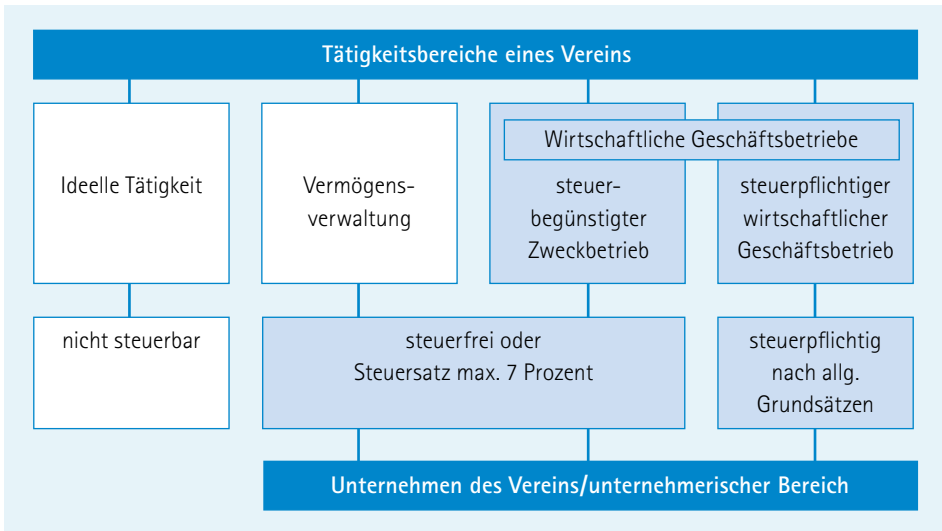 Tätigkeitsbereiche eines Vereins
Ideelle Tätigkeit
Vermögens-
verwaltung
Wirtschaftliche Geschäftsbetriebe
steuer-
begünstigter
Zweckbetrieb
steuerpflichtiger
wirtschaftlicher
Geschäftsbetrieb
nicht steuerbar
steuerfrei oder
Steuersatz max. 7 Prozent
steuerpflichtig
nach allg.
Grundsätzen
Unternehmen des Vereins/unternehmerischer Bereich